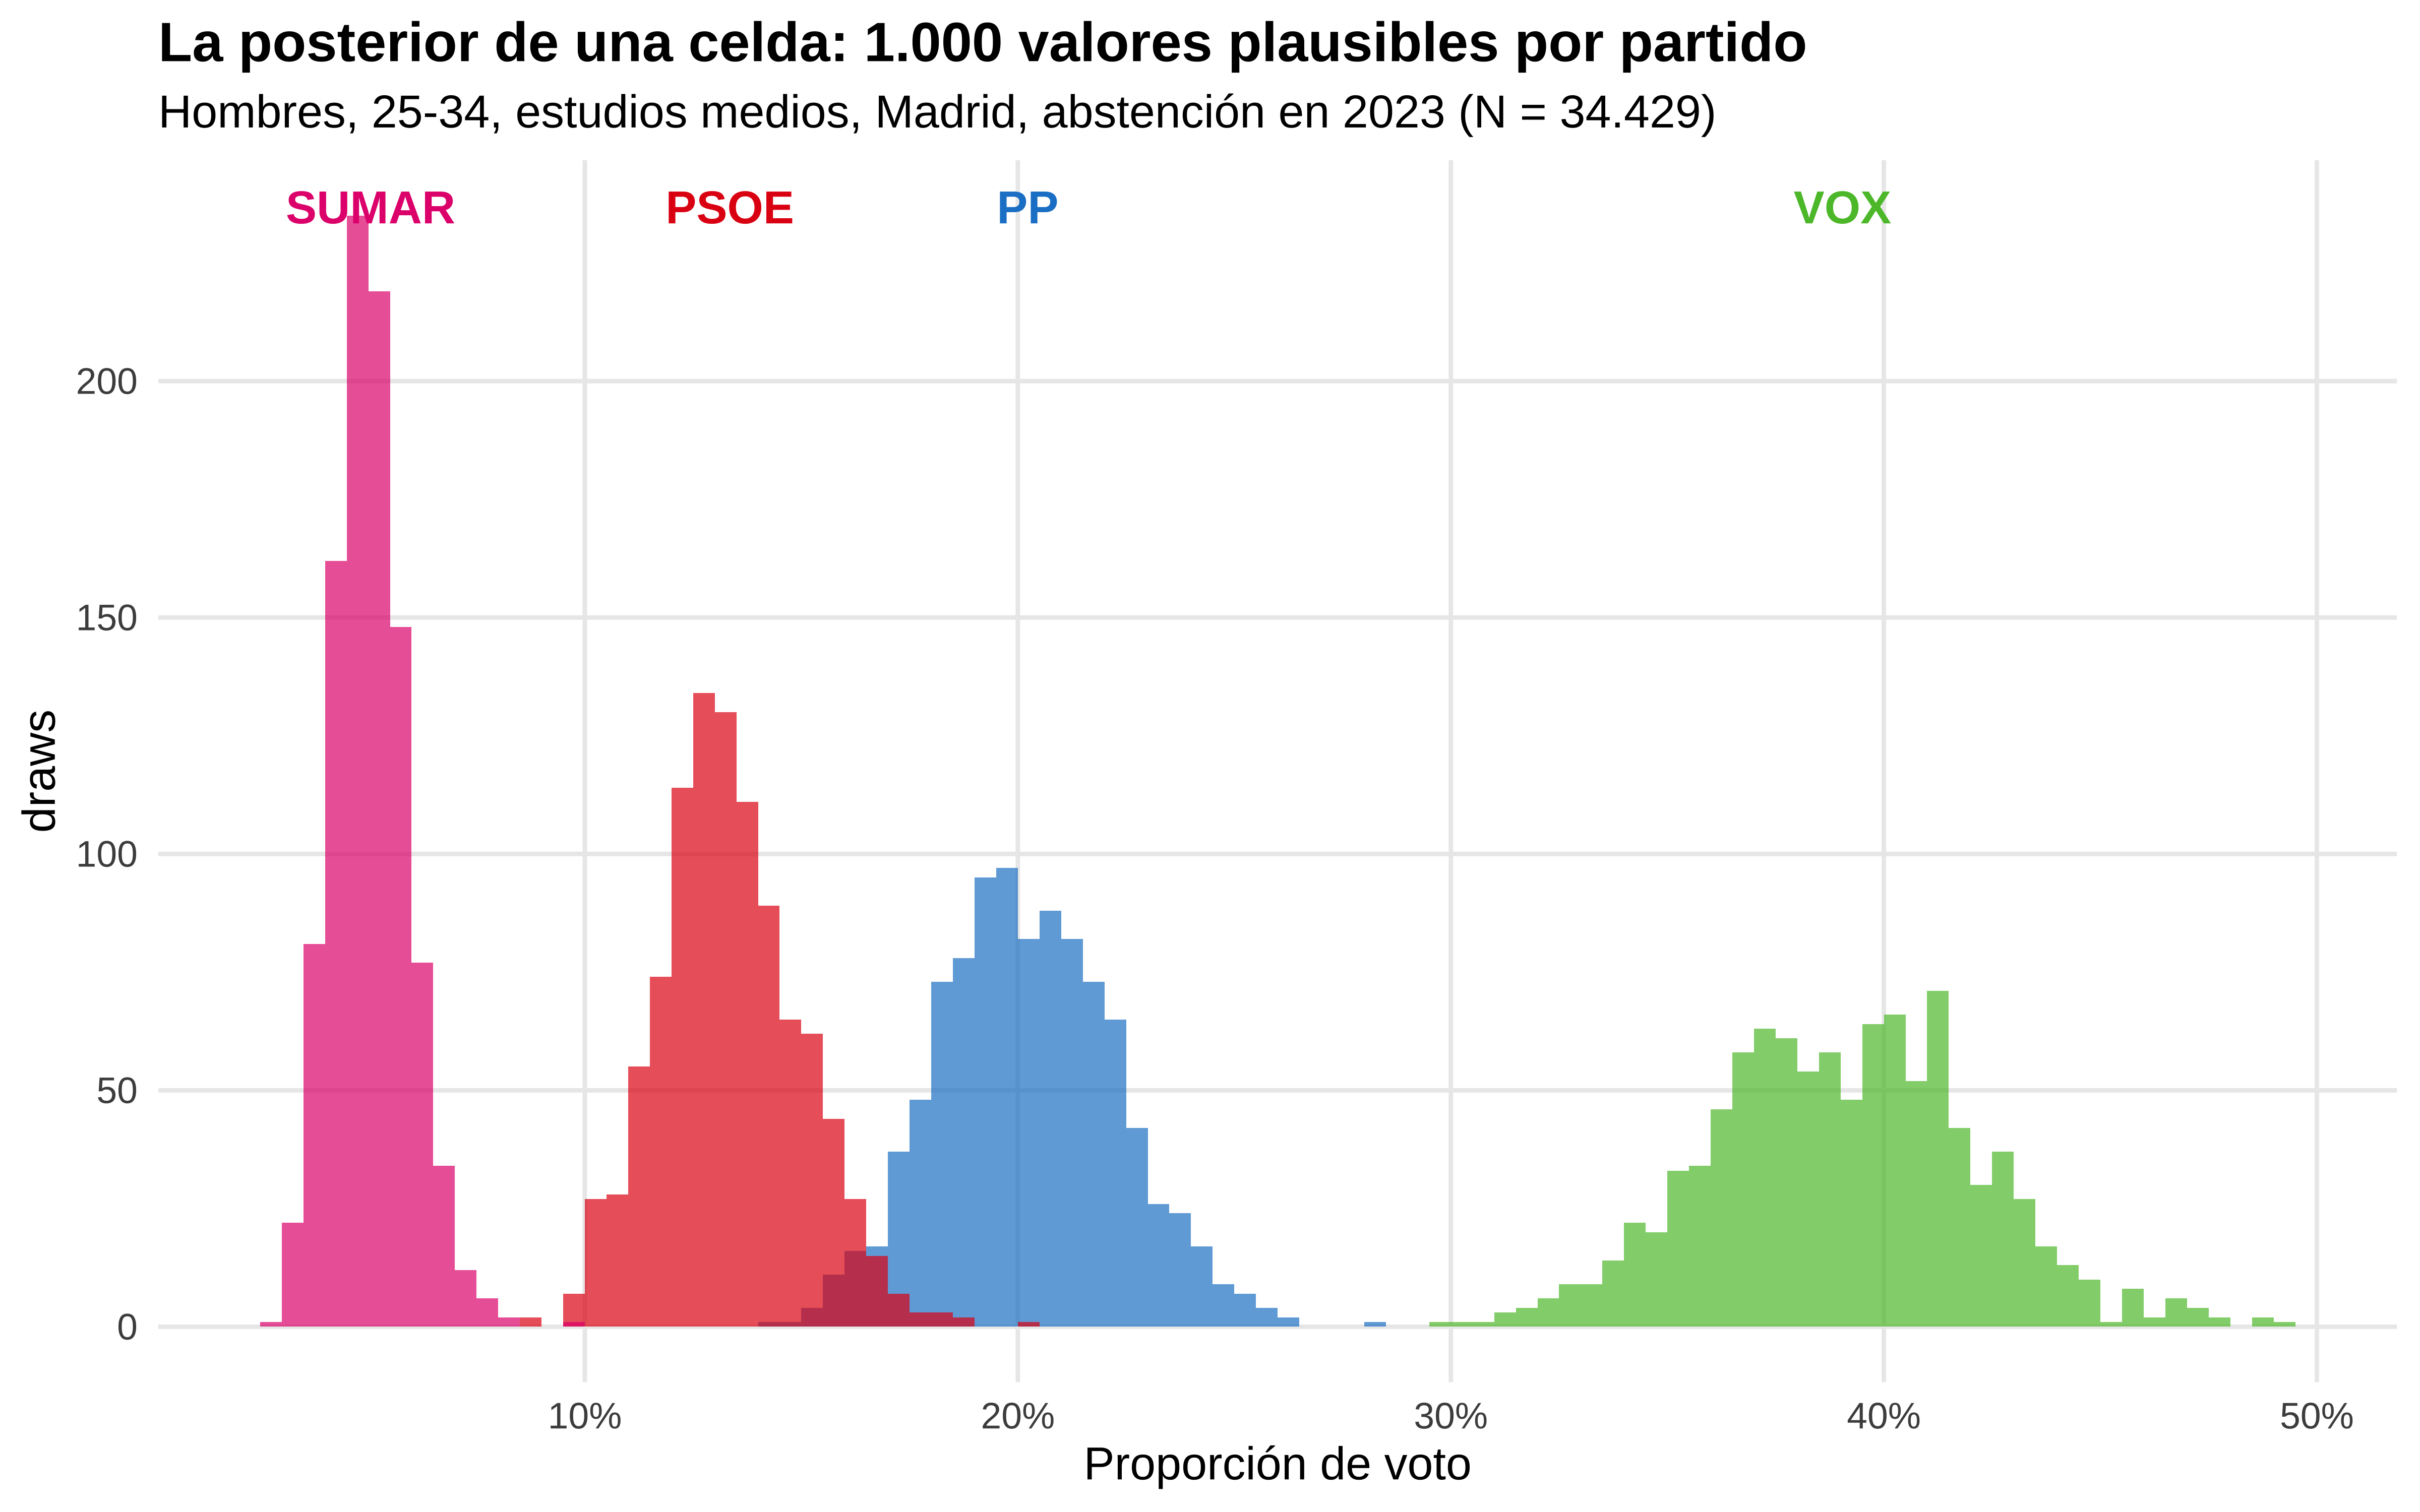 La posterior de una celda: 1.000 valores plausibles por partido
Hombres, 25-34, estudios medios, Madrid, abstención en 2023 (N = 34.429)
SUMAR PSOE PP VOX
200
150
100
50
0
draws
10% 20% 30% 40% 50%
Proporción de voto